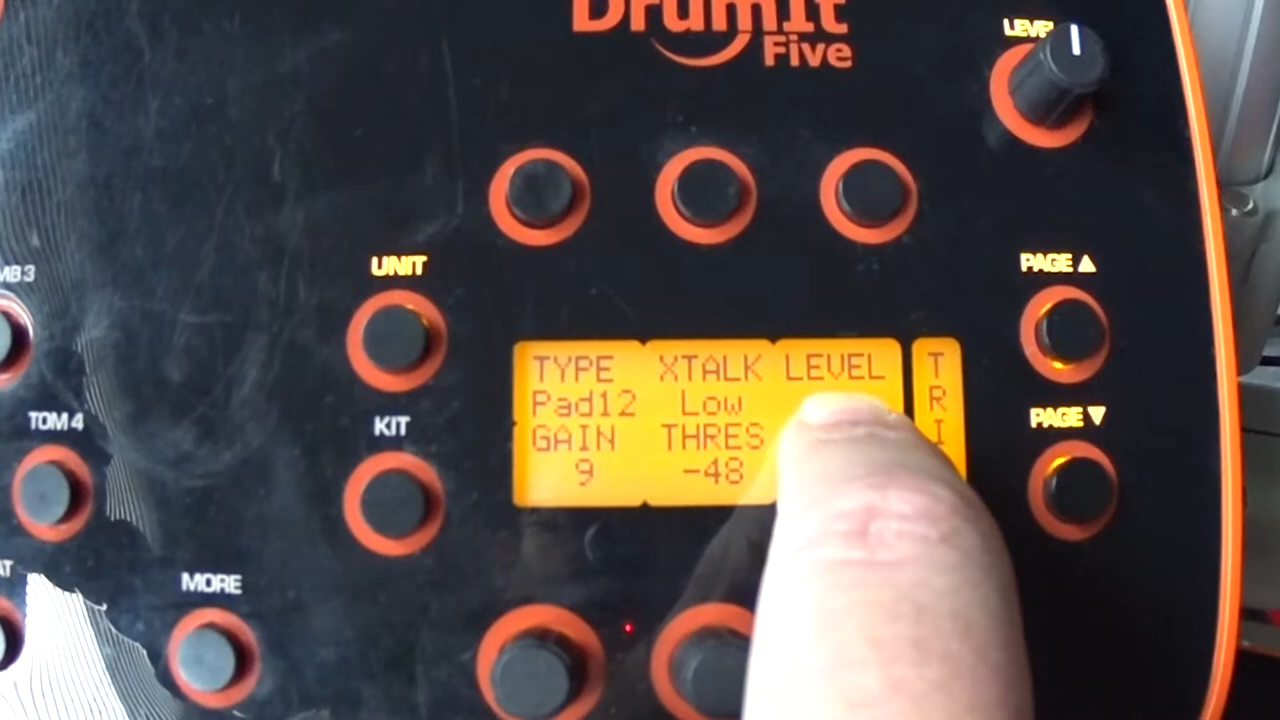 DrumIt
Five
LEVEL
UNIT
PAGE ▲
MB 3
TYPE XTALK LEVEL
Pad12 Low
GAIN THRES
9 -48
T
R
I
KIT
PAGE ▼
TOM 4
AT
MORE